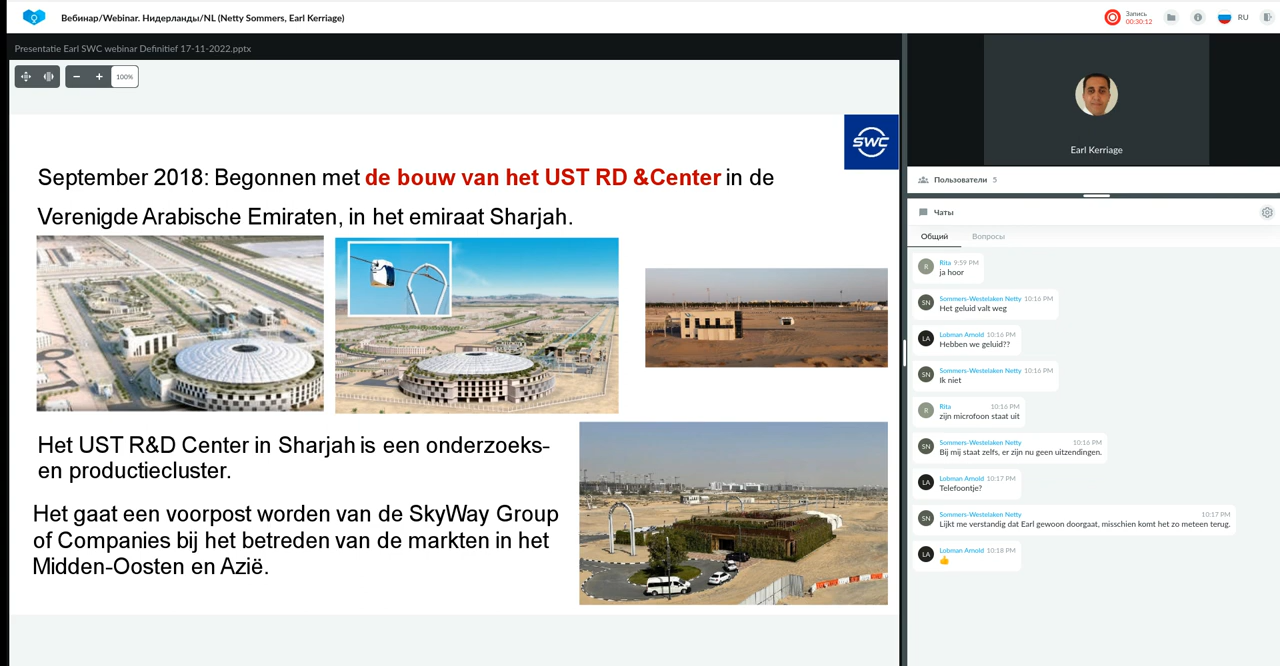 Вебинар/Webinar. Нидерланды/NL (Netty Sommers, Earl Kerriage)
Запись
00:30:12
RU
Presentatie Earl SWC webinar Definitief 17-11-2022.pptx
100%
SWC
September 2018: Begonnen met de bouw van het UST RD &Center in de
Verenigde Arabische Emiraten, in het emiraat Sharjah.
Het UST R&D Center in Sharjah is een onderzoeks-
en productiecluster.
Het gaat een voorpost worden van de SkyWay Group
of Companies bij het betreden van de markten in het
Midden-Oosten en Azië.
Earl Kerriage
Пользователи 5
Чаты
Общий Вопросы
R Rita 9:59 PM
ja hoor
SN Sommers-Westelaken Netty 10:16 PM
Het geluid valt weg
LA Lobman Arnold 10:16 PM
Hebben we geluid??
SN Sommers-Westelaken Netty 10:16 PM
Ik niet
R Rita 10:16 PM
zijn microfoon staat uit
SN Sommers-Westelaken Netty 10:16 PM
Bij mij staat zelfs, er zijn nu geen uitzendingen.
LA Lobman Arnold 10:17 PM
Telefoontje?
SN Sommers-Westelaken Netty 10:17 PM
Lijkt me verstandig dat Earl gewoon doorgaat, misschien komt het zo meteen terug.
LA Lobman Arnold 10:18 PM
👍